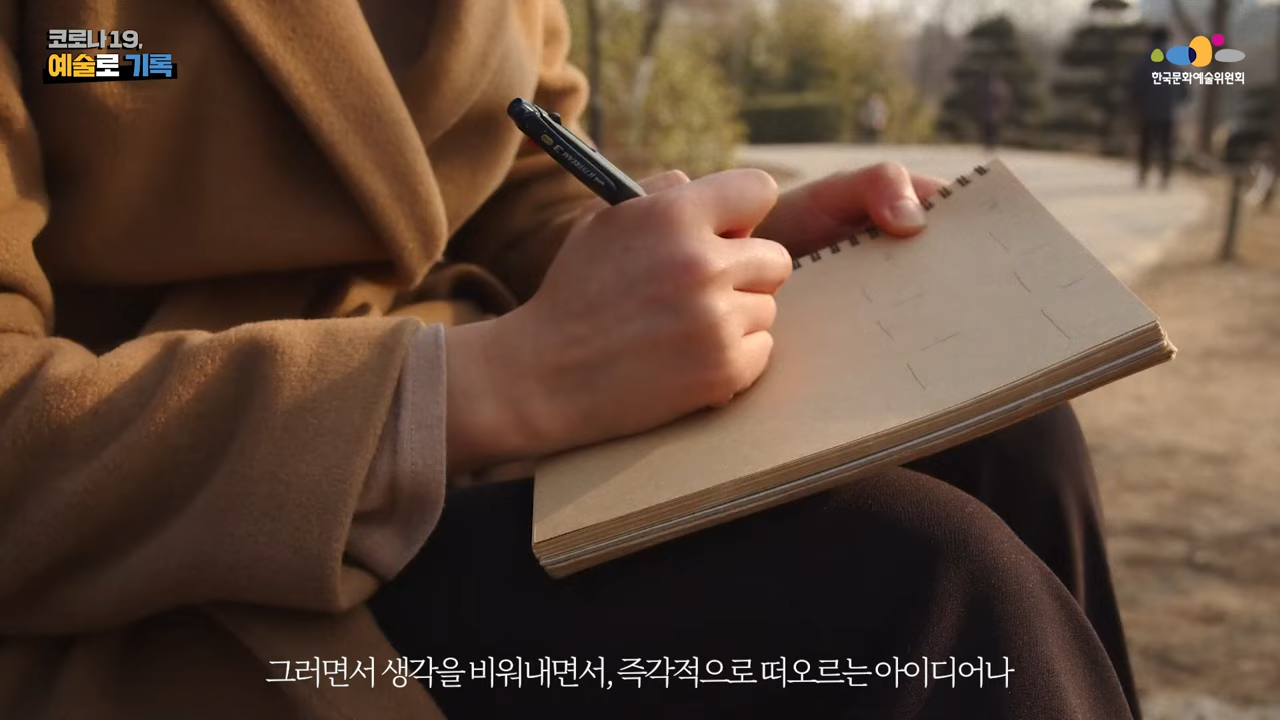 코로나19,
예술로 기록
한국문화예술위원회
그러면서 생각을 비워내면서, 즉각적으로 떠오르는 아이디어나